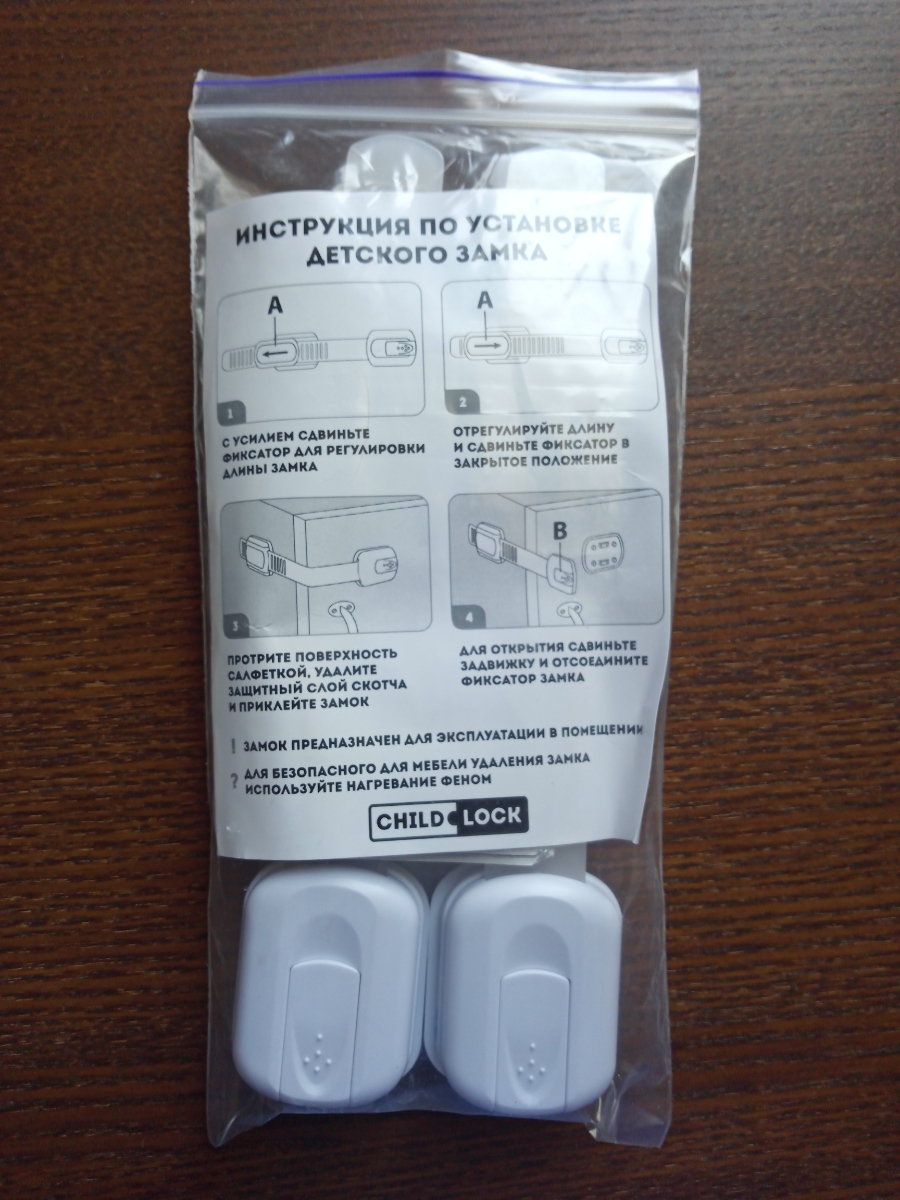 ИНСТРУКЦИЯ ПО УСТАНОВКЕ
ДЕТСКОГО ЗАМКА
A
1
С УСИЛИЕМ СДВИНЬТЕ
ФИКСАТОР ДЛЯ РЕГУЛИРОВКИ
ДЛИНЫ ЗАМКА
A
2
ОТРЕГУЛИРУЙТЕ ДЛИНУ
И СДВИНЬТЕ ФИКСАТОР В
ЗАКРЫТОЕ ПОЛОЖЕНИЕ
3
ПРОТРИТЕ ПОВЕРХНОСТЬ
САЛФЕТКОЙ, УДАЛИТЕ
ЗАЩИТНЫЙ СЛОЙ СКОТЧА
И ПРИКЛЕЙТЕ ЗАМОК
B
4
ДЛЯ ОТКРЫТИЯ СДВИНЬТЕ
ЗАДВИЖКУ И ОТСОЕДИНИТЕ
ФИКСАТОР ЗАМКА
! ЗАМОК ПРЕДНАЗНАЧЕН ДЛЯ ЭКСПЛУАТАЦИИ В ПОМЕЩЕНИИ
? ДЛЯ БЕЗОПАСНОГО ДЛЯ МЕБЕЛИ УДАЛЕНИЯ ЗАМКА
ИСПОЛЬЗУЙТЕ НАГРЕВАНИЕ ФЕНОМ
CHILD LOCK